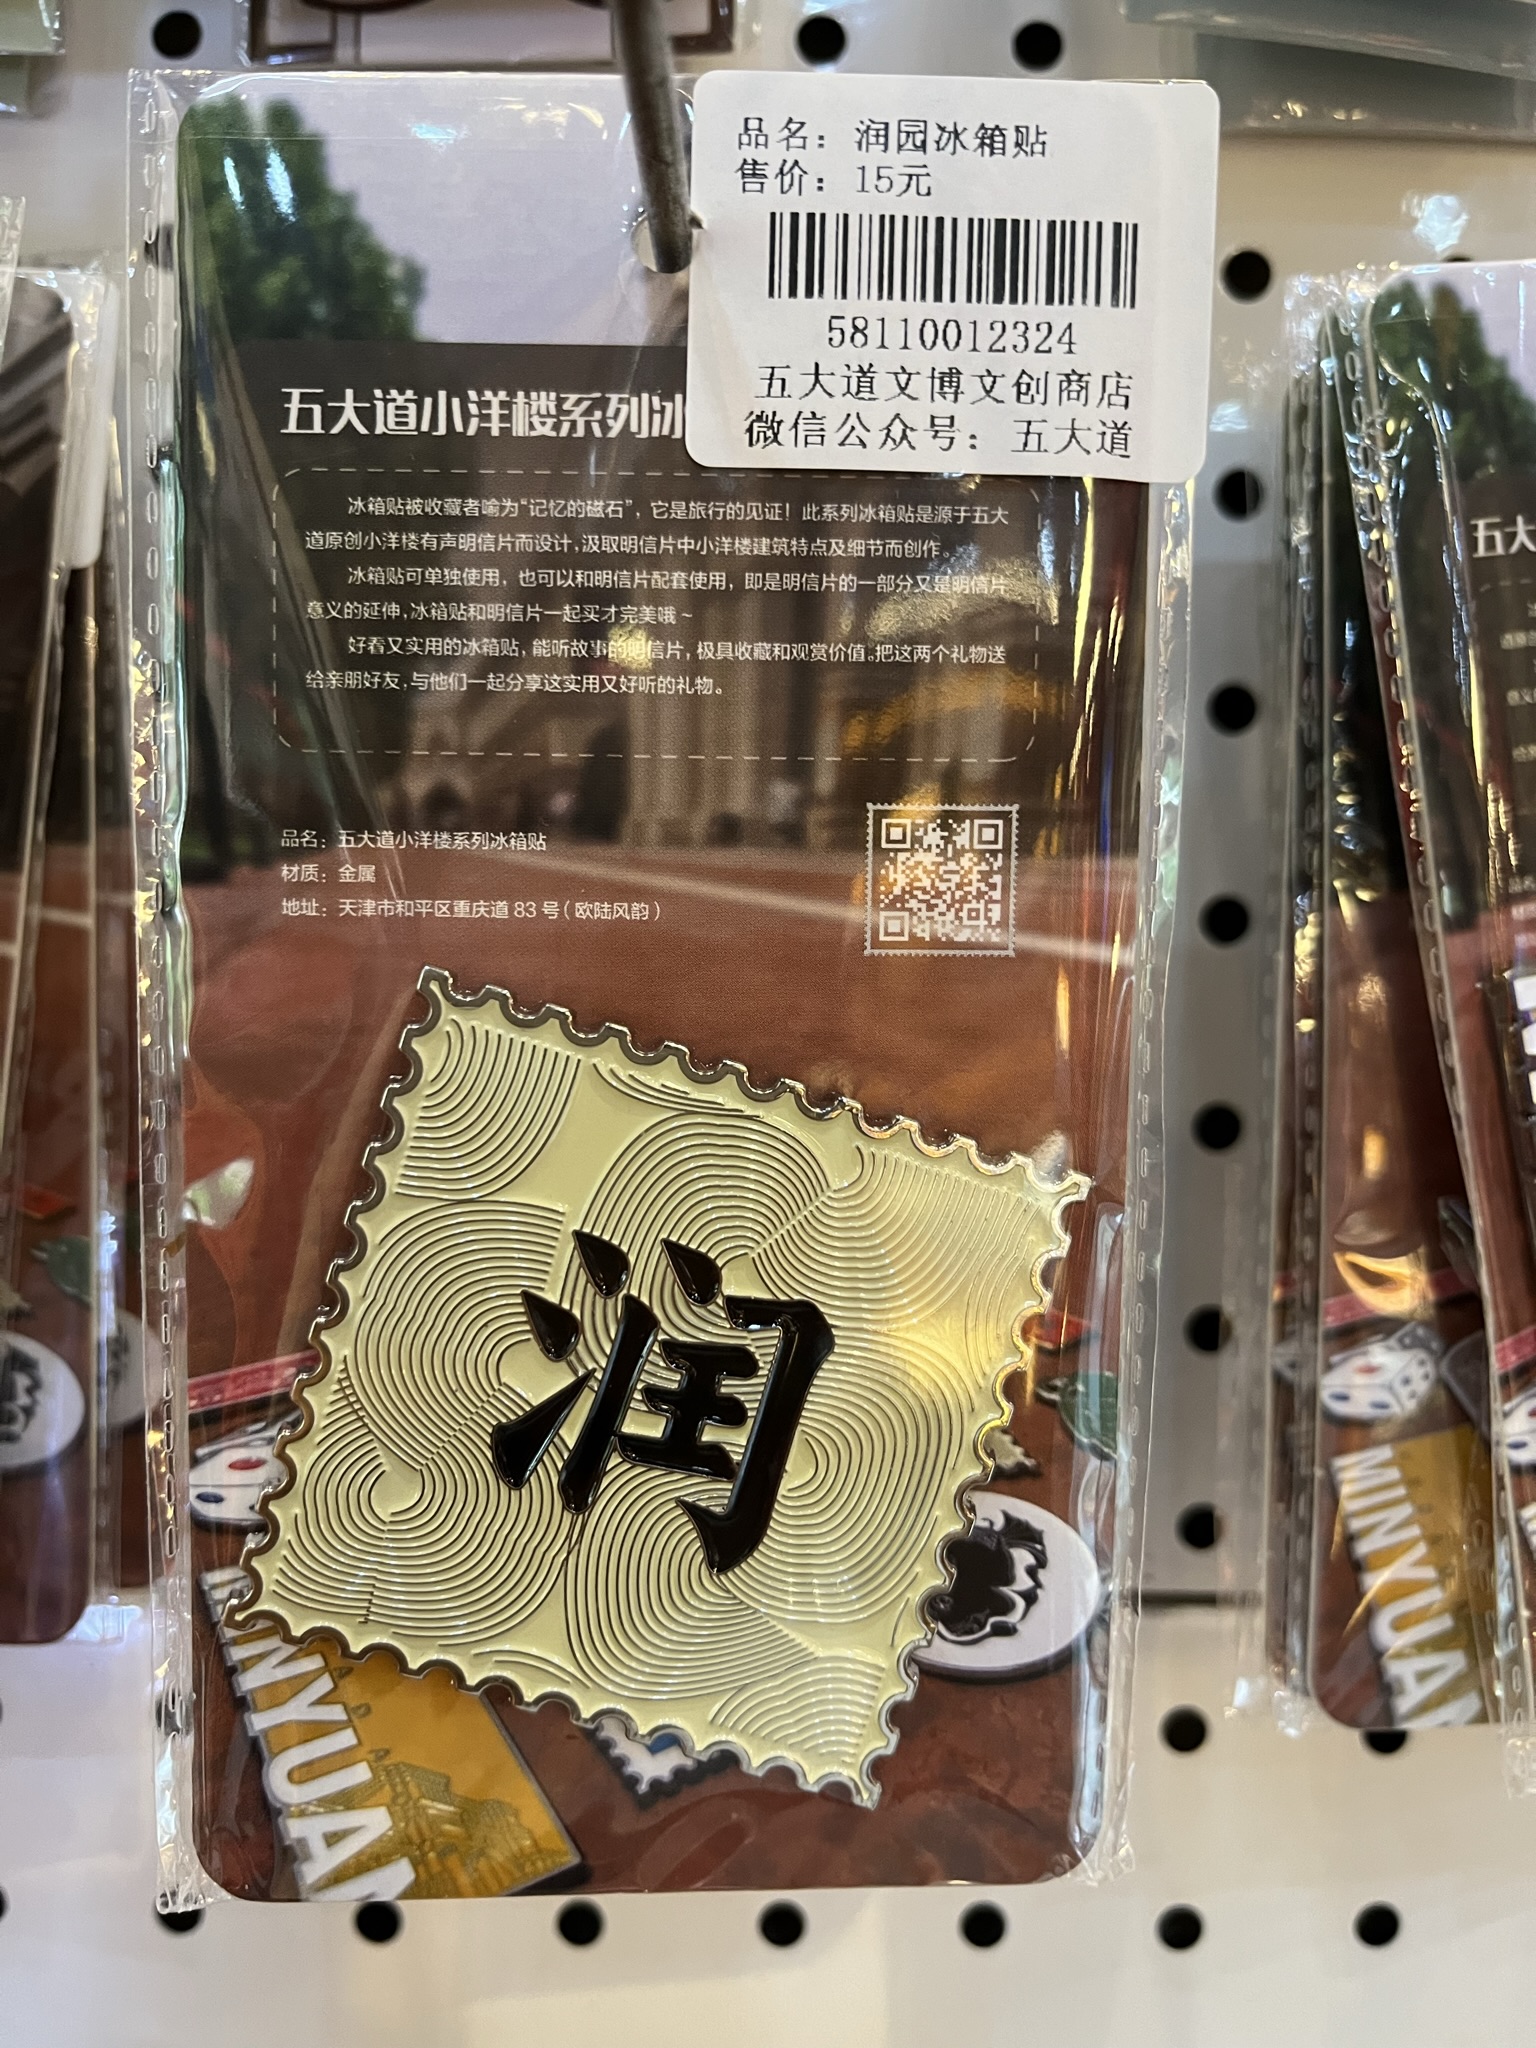 品名：润园冰箱贴
售价：15元
58110012324
五大道文博文创商店
微信公众号：五大道
五大道小洋楼系列冰
冰箱贴被收藏者喻为“记忆的磁石”，它是旅行的见证！此系列冰箱贴是源于五大
道原创小洋楼有声明信片而设计，汲取明信片中小洋楼建筑特点及细节而创作。
冰箱贴可单独使用，也可以和明信片配套使用，即是明信片的一部分又是明信片
意义的延伸，冰箱贴和明信片一起买才完美哦~
好看又实用的冰箱贴，能听故事的明信片，极具收藏和观赏价值。把这两个礼物送
给亲朋好友，与他们一起分享这实用又好听的礼物。
品名：五大道小洋楼系列冰箱贴
材质：金属
地址：天津市和平区重庆道 83 号（欧陆风韵）
润
MINYUAN
五大
MINYUAN